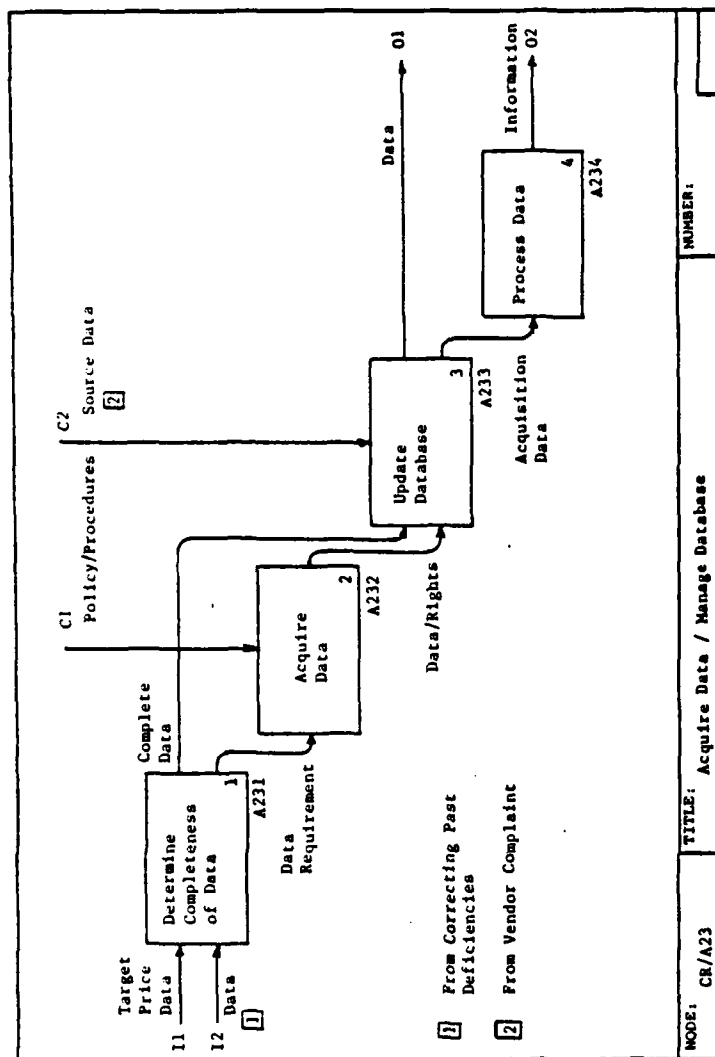 C1
Policy/Procedures
C2
Source Data
2
Target
Price
Data
I1
I2
Data
1
Determine
Completeness
of Data
1
A231
Complete
Data
Data
Requirement
Acquire
Data
2
A232
Data/Rights
Update
Database
3
A233
Data
O1
Acquisition
Data
Process Data
4
A234
Information
O2
1 From Correcting Past
Deficiencies
2 From Vendor Complaint
NODE: CR/A23
TITLE: Acquire Data / Manage Database
NUMBER: